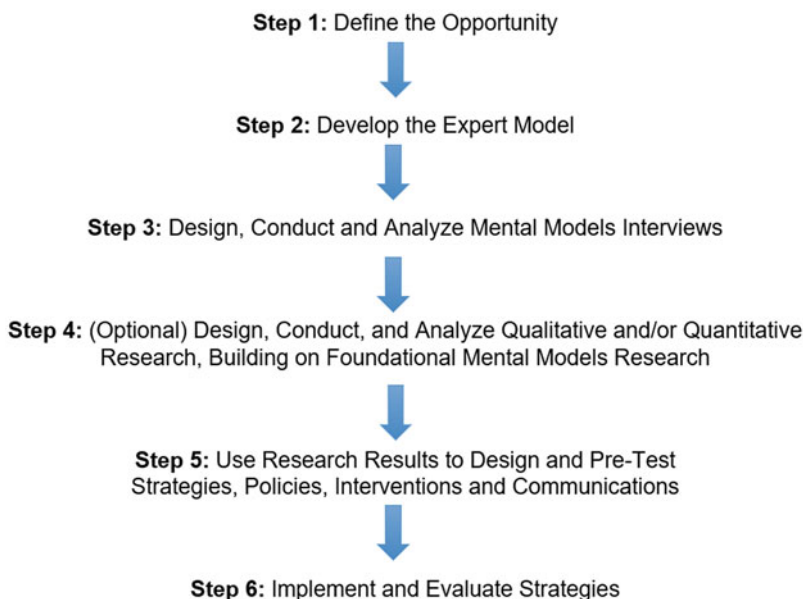 Step 1: Define the Opportunity
Step 2: Develop the Expert Model
Step 3: Design, Conduct and Analyze Mental Models Interviews
Step 4: (Optional) Design, Conduct, and Analyze Qualitative and/or Quantitative
Research, Building on Foundational Mental Models Research
Step 5: Use Research Results to Design and Pre-Test
Strategies, Policies, Interventions and Communications
Step 6: Implement and Evaluate Strategies